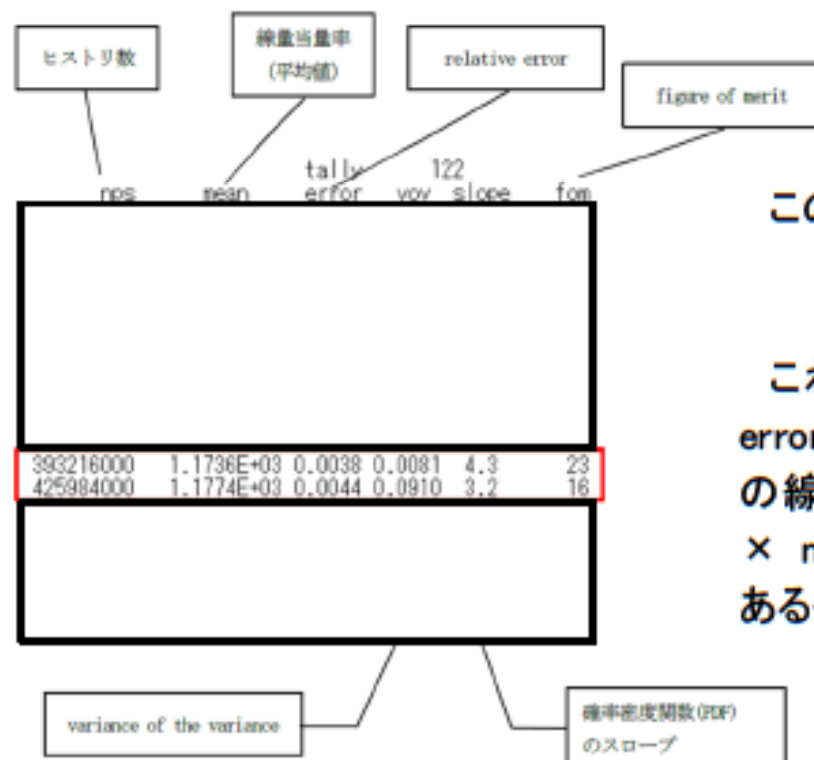 ヒストリ数
線量当量率
(平均値)
relative error
figure of merit
tally 122
nps mean error vov slope fom
393216000 1.1736E+03 0.0038 0.0081 4.3 23
425984000 1.1774E+03 0.0044 0.0910 3.2 16
variance of the variance
確率密度関数(PDF)
のスロープ
この
error
の線
×
ある